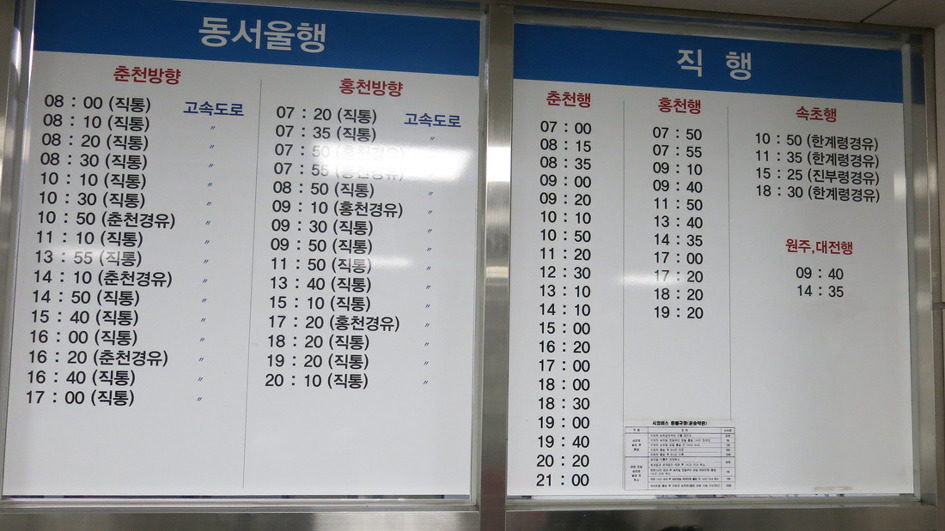 동서울행
춘천방향
08 : 00 (직통) 고속도로
08 : 10 (직통) 〃
08 : 20 (직통) 〃
08 : 30 (직통) 〃
10 : 10 (직통) 〃
10 : 30 (직통) 〃
10 : 50 (춘천경유) 〃
11 : 10 (직통) 〃
13 : 55 (직통) 〃
14 : 10 (춘천경유) 〃
14 : 50 (직통) 〃
15 : 40 (직통) 〃
16 : 00 (직통) 〃
16 : 20 (춘천경유) 〃
16 : 40 (직통) 〃
17 : 00 (직통) 〃
홍천방향
07 : 20 (직통) 고속도로
07 : 35 (직통) 〃
07 : 50 (홍천경유) 〃
07 : 55 (홍천경유) 〃
08 : 50 (직통) 〃
09 : 10 (홍천경유) 〃
09 : 30 (직통) 〃
09 : 50 (직통) 〃
11 : 50 (직통) 〃
13 : 40 (직통) 〃
15 : 10 (직통) 〃
17 : 20 (홍천경유) 〃
18 : 20 (직통) 〃
19 : 20 (직통) 〃
20 : 10 (직통) 〃
직 행
춘천행
07 : 00
08 : 15
08 : 35
09 : 00
09 : 20
10 : 10
10 : 50
11 : 20
12 : 30
13 : 10
14 : 10
15 : 00
16 : 20
17 : 00
18 : 00
18 : 30
19 : 00
19 : 40
20 : 20
21 : 00
홍천행
07 : 50
07 : 55
09 : 10
09 : 40
11 : 50
13 : 40
14 : 35
17 : 00
17 : 20
18 : 20
19 : 20
속초행
10 : 50 (한계령경유)
11 : 35 (한계령경유)
15 : 25 (진부령경유)
18 : 30 (한계령경유)
원주,대전행
09 : 40
14 : 35